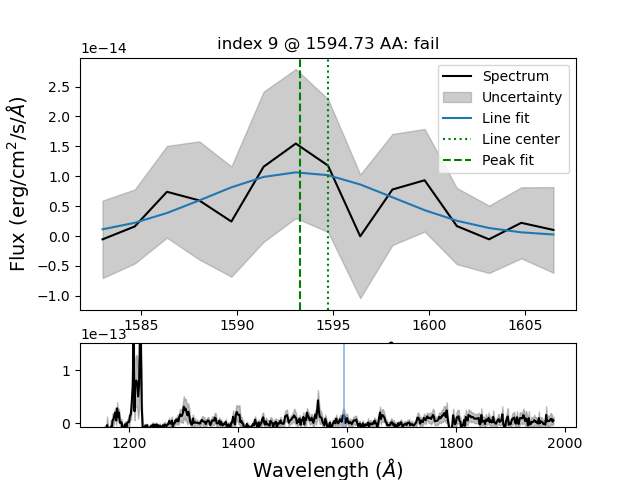 index 9 @ 1594.73 AA: fail
1e−14
Flux (erg/cm²/s/Å)
2.5
2.0
1.5
1.0
0.5
0.0
−0.5
−1.0
Spectrum
Uncertainty
Line fit
Line center
Peak fit
1585
1590
1595
1600
1605
1e−13
1
0
1200
1400
1600
1800
2000
Wavelength (Å)